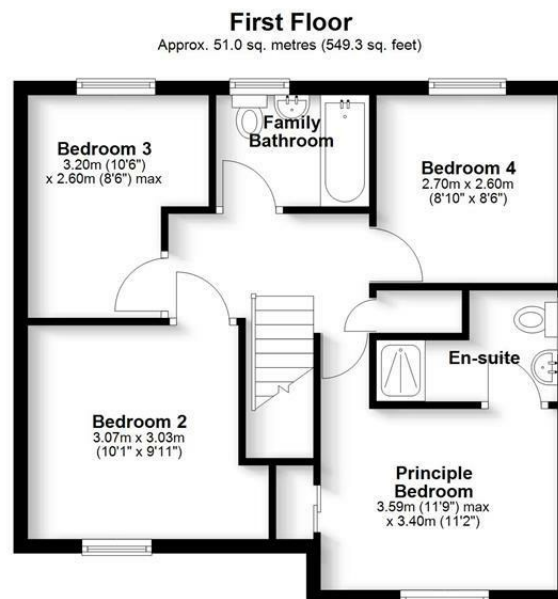 First Floor
Approx. 51.0 sq. metres (549.3 sq. feet)
Bedroom 3
3.20m (10'6")
x 2.60m (8'6") max
Family
Bathroom
Bedroom 4
2.70m x 2.60m
(8'10" x 8'6")
En-suite
Bedroom 2
3.07m x 3.03m
(10'1" x 9'11")
Principle
Bedroom
3.59m (11'9") max
x 3.40m (11'2")